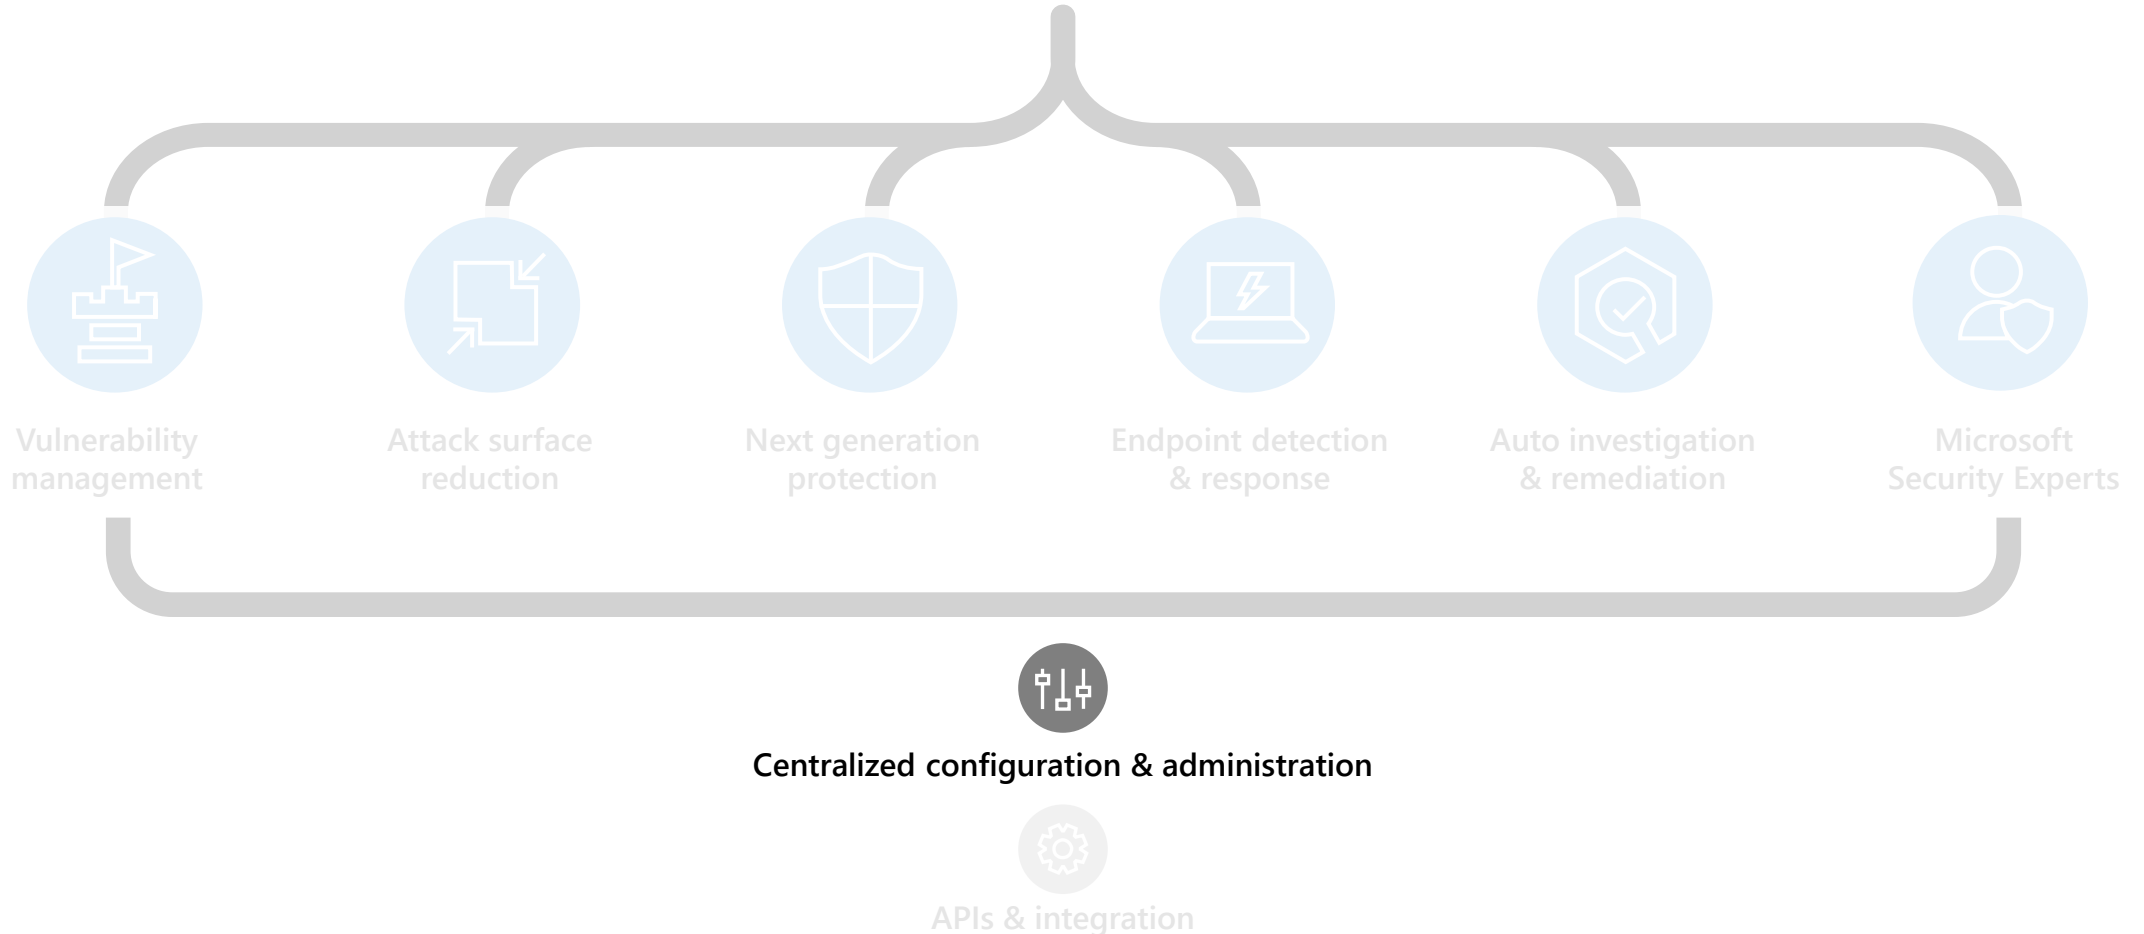 Vulnerability
management
Attack surface
reduction
Next generation
protection
Endpoint detection
& response
Auto investigation
& remediation
Microsoft
Security Experts
Centralized configuration & administration
APIs & integration